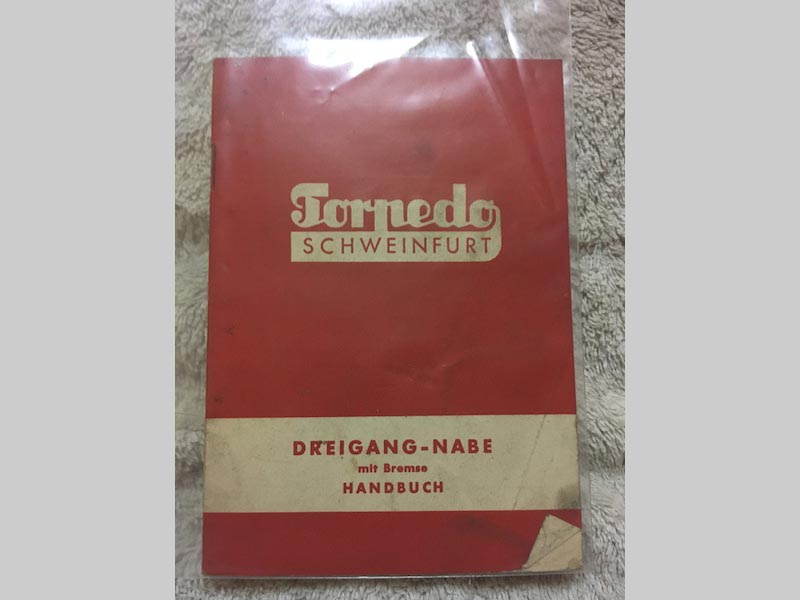 Torpedo
SCHWEINFURT
DREIGANG-NABE
mit Bremse
HANDBUCH